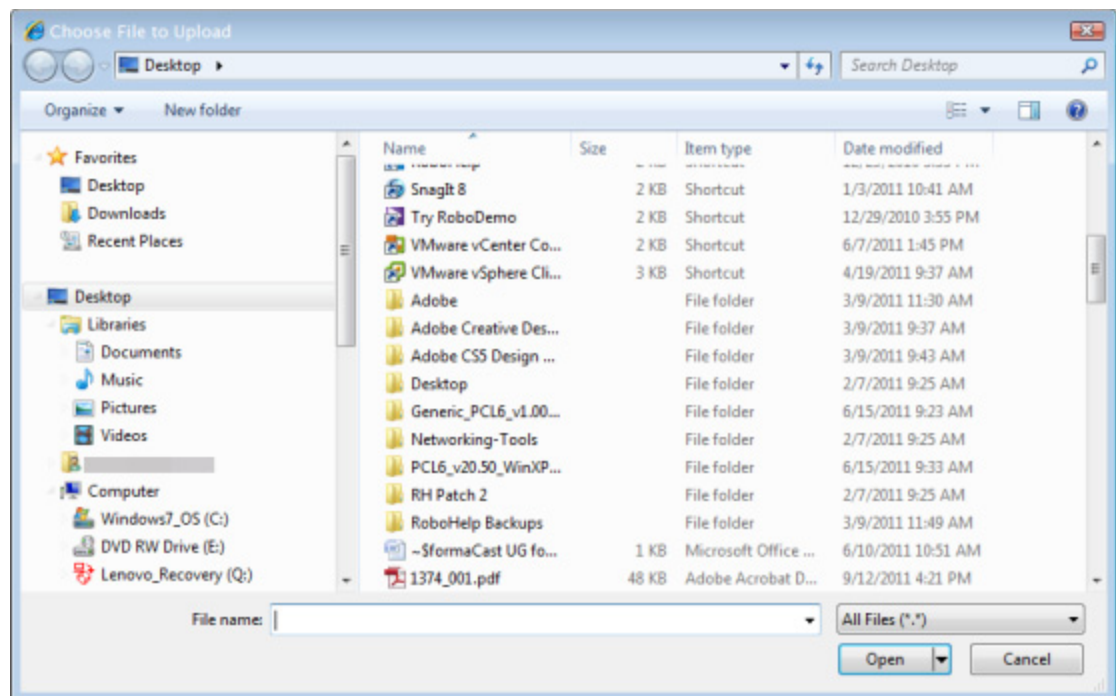 Choose File to Upload
Desktop
Search Desktop
Organize
New folder
Favorites
Desktop
Downloads
Recent Places
Desktop
Libraries
Documents
Music
Pictures
Videos
Computer
Windows7_OS (C:)
DVD RW Drive (E:)
Lenovo_Recovery (Q:)
Name Size Item type Date modified
SnagIt 8 2 KB Shortcut 1/3/2011 10:41 AM
Try RoboDemo 2 KB Shortcut 12/29/2010 3:55 PM
VMware vCenter Co... 2 KB Shortcut 6/7/2011 1:45 PM
VMware vSphere Cli... 3 KB Shortcut 4/19/2011 9:37 AM
Adobe File folder 3/9/2011 11:30 AM
Adobe Creative Des... File folder 3/9/2011 9:37 AM
Adobe CS5 Design ... File folder 3/9/2011 9:43 AM
Desktop File folder 2/7/2011 9:25 AM
Generic_PCL6_v1.00... File folder 6/15/2011 9:23 AM
Networking-Tools File folder 2/7/2011 9:25 AM
PCL6_v20.50_WinXP... File folder 6/15/2011 9:33 AM
RH Patch 2 File folder 2/7/2011 9:25 AM
RoboHelp Backups File folder 3/9/2011 11:49 AM
~$formaCast UG fo... 1 KB Microsoft Office ... 6/10/2011 10:51 AM
1374_001.pdf 48 KB Adobe Acrobat D... 9/12/2011 4:21 PM
File name:
All Files (*.*)
Open
Cancel